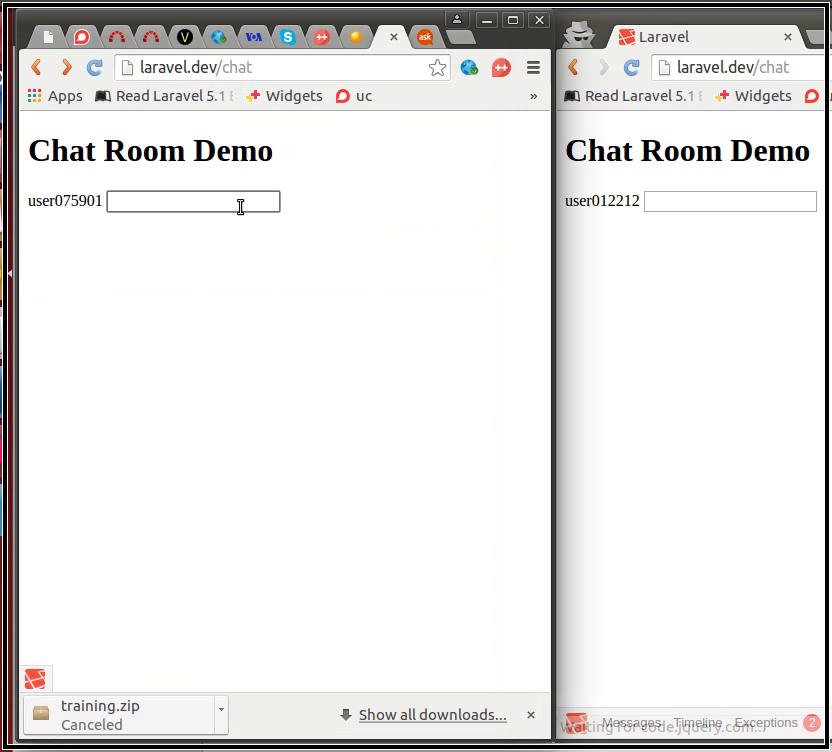 V
VOA
S
++
ask
laravel.dev/chat
++
Apps
Read Laravel 5.1
Widgets
uc
»
Chat Room Demo
user075901
training.zip
Canceled
Show all downloads...
Laravel
laravel.dev/chat
Read Laravel 5.1
Widgets
Chat Room Demo
user012212
Messages Timeline Exceptions 2
Waiting for code.jquery.com...